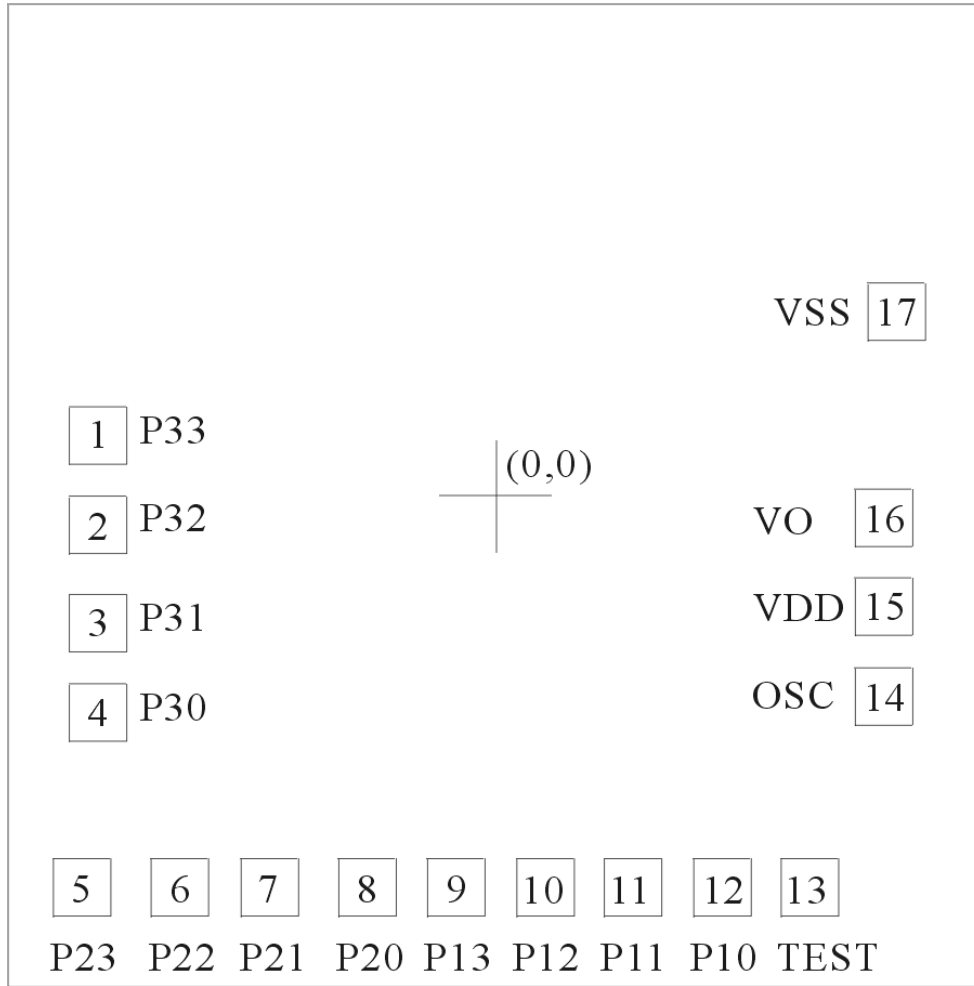 VSS 17
1 P33
(0,0)
2 P32
VO 16
3 P31
VDD 15
4 P30
OSC 14
5 6 7 8 9 10 11 12 13
P23 P22 P21 P20 P13 P12 P11 P10 TEST